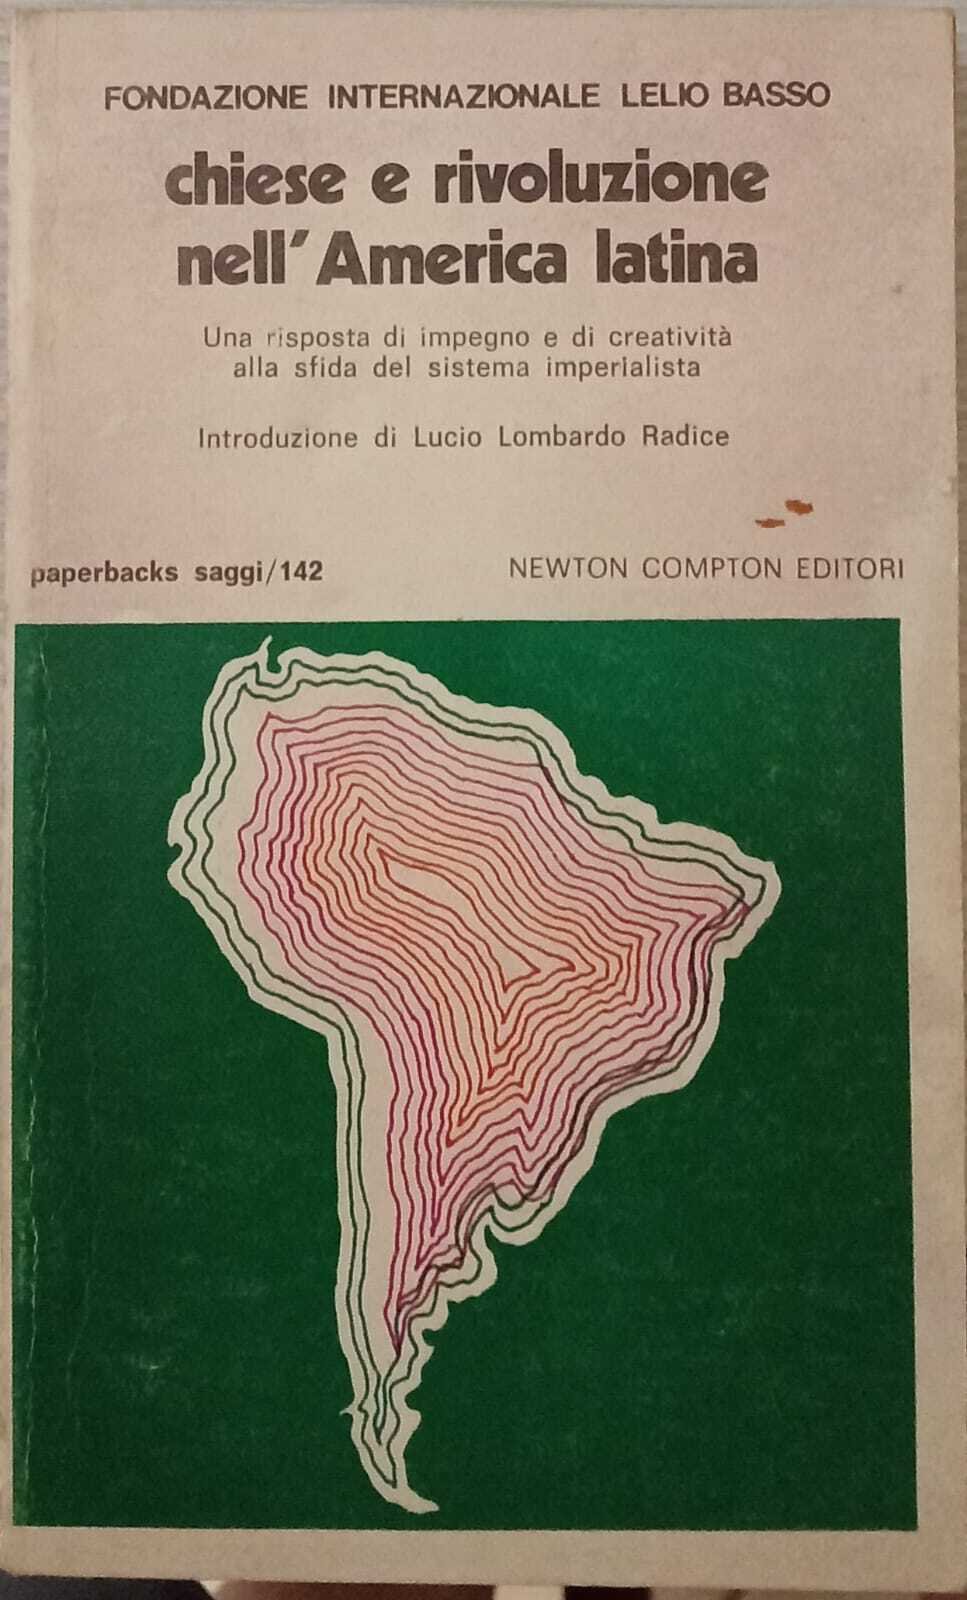 FONDAZIONE INTERNAZIONALE LELIO BASSO
chiese e rivoluzione
nell'America latina
Una risposta di impegno e di creatività
alla sfida del sistema imperialista
Introduzione di Lucio Lombardo Radice
paperbacks saggi/142
NEWTON COMPTON EDITORI